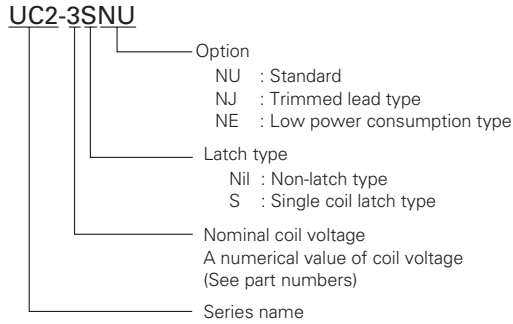 UC2-3SNU
Option
NU : Standard
NJ : Trimmed lead type
NE : Low power consumption type
Latch type
Nil : Non-latch type
S : Single coil latch type
Nominal coil voltage
A numerical value of coil voltage
(See part numbers)
Series name